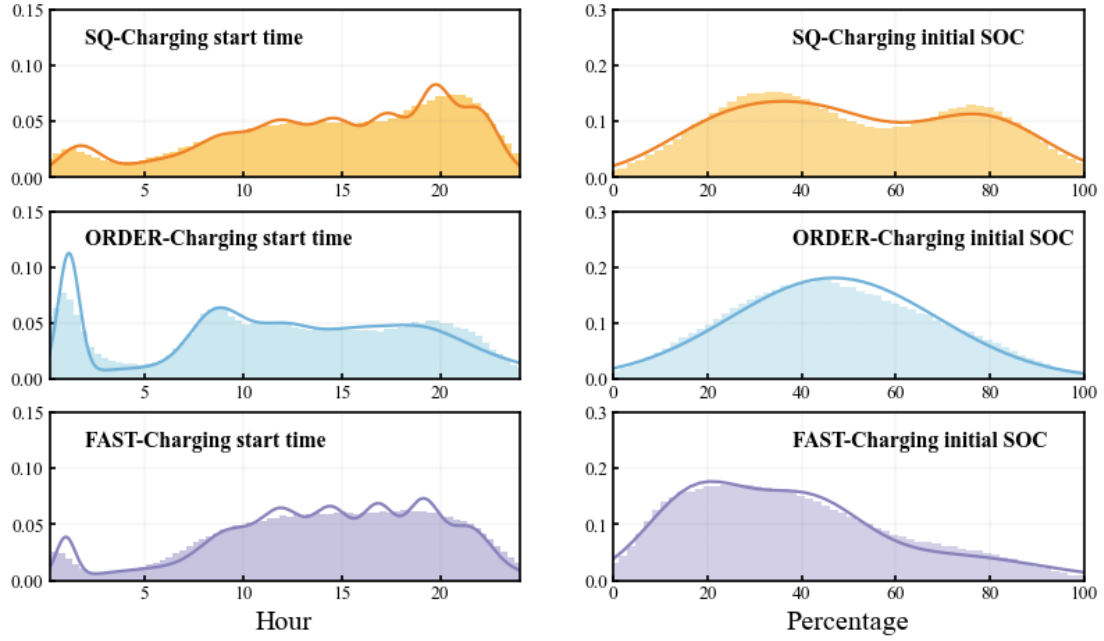 0.15
0.10
0.05
0.00
SQ-Charging start time
5 10 15 20
0.3
0.2
0.1
0.0
SQ-Charging initial SOC
0 20 40 60 80 100
0.15
0.10
0.05
0.00
ORDER-Charging start time
5 10 15 20
0.3
0.2
0.1
0.0
ORDER-Charging initial SOC
0 20 40 60 80 100
0.15
0.10
0.05
0.00
FAST-Charging start time
5 10 15 20
Hour
0.3
0.2
0.1
0.0
FAST-Charging initial SOC
0 20 40 60 80 100
Percentage